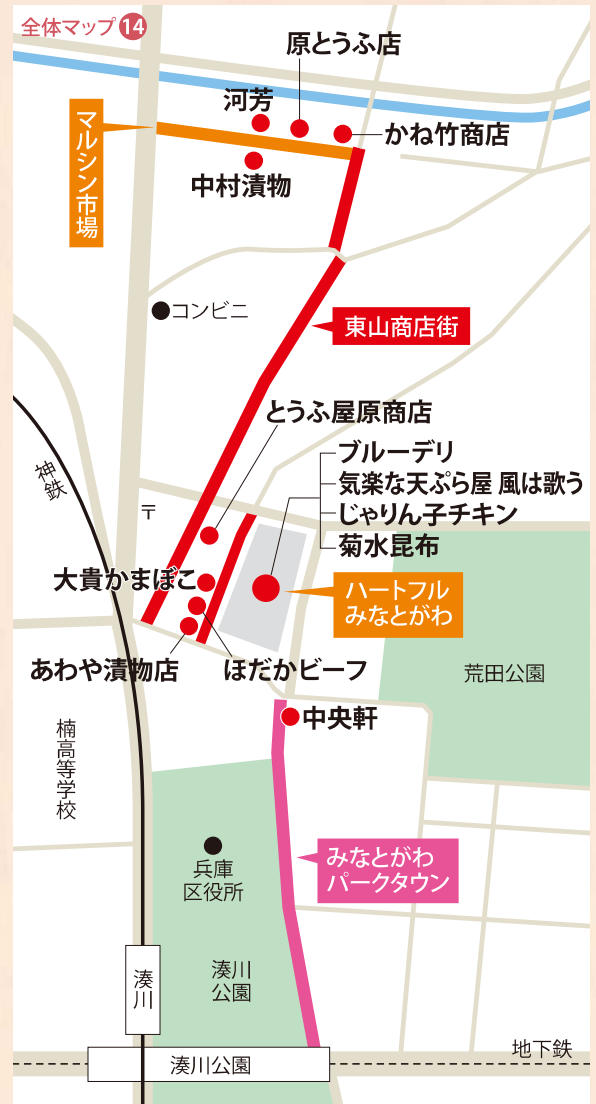 全体マップ14
原とうふ店
河芳
かね竹商店
マルシン市場
中村漬物
コンビニ
東山商店街
とうふ屋原商店
ブルーデリ
気楽な天ぷら屋 風は歌う
じゃりん子チキン
菊水昆布
神鉄
〒
大貴かまぼこ
ハートフル
みなとがわ
あわや漬物店
ほだかビーフ
荒田公園
中央軒
楠高等学校
みなとがわ
パークタウン
兵庫
区役所
湊川
公園
湊川
湊川公園
地下鉄